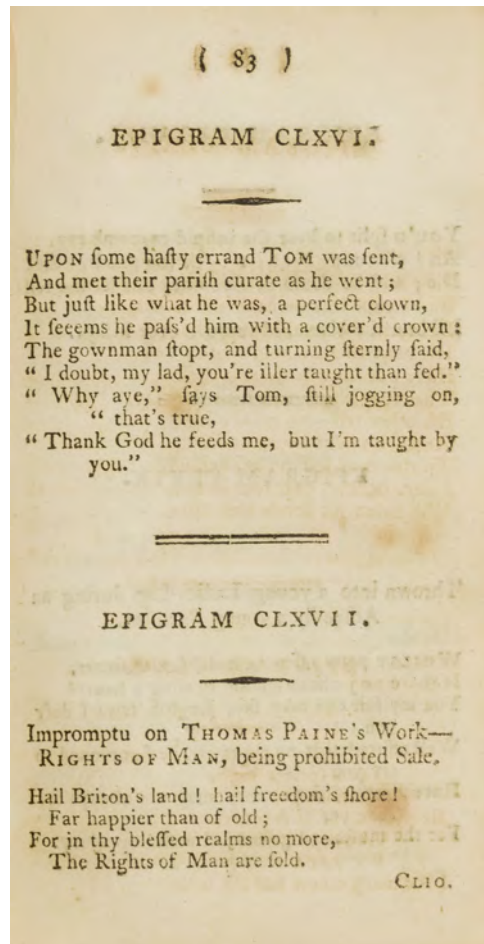 ( 83 )
EPIGRAM CLXVI.
UPON ſome haſty errand TOM was ſent,
And met their pariſh curate as he went ;
But juſt like what he was, a perfect clown,
It ſeeems he paſs'd him with a cover'd crown :
The gownman ſtopt, and turning ſternly ſaid,
“ I doubt, my lad, you're iller taught than fed.”
“ Why aye,” ſays Tom, ſtill jogging on,
“ that's true,
“ Thank God he feeds me, but I'm taught by
you.”
EPIGRAM CLXVII.
Impromptu on THOMAS PAINE's Work—
RIGHTS OF MAN, being prohibited Sale.
Hail Briton's land ! hail freedom's ſhore !
Far happier than of old ;
For in thy bleſſed realms no more,
The Rights of Man are ſold.
CLIO.